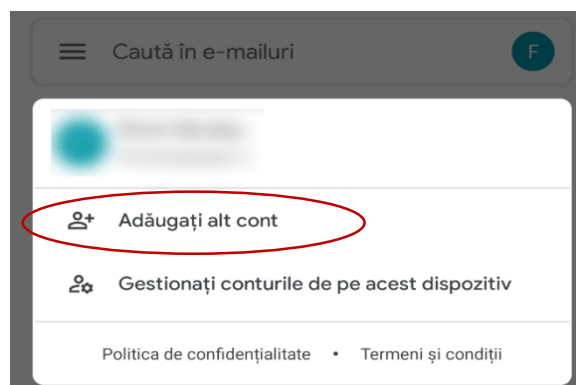 Caută în e-mailuri
F
Adăugați alt cont
Gestionați conturile de pe acest dispozitiv
Politica de confidențialitate • Termeni și condiții